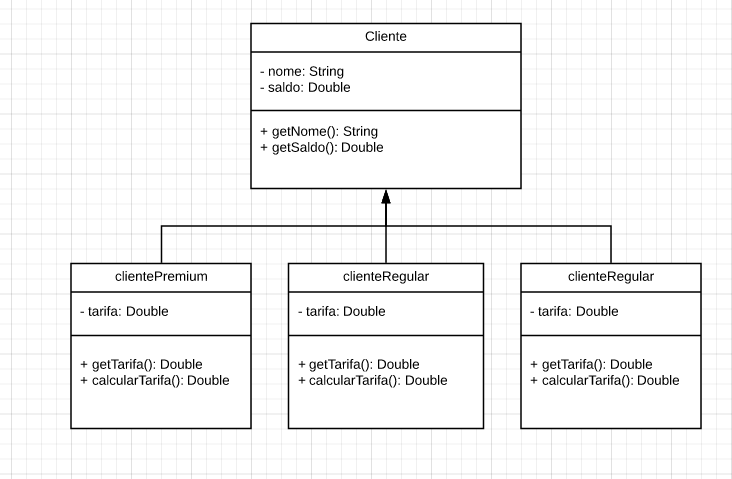 Cliente
- nome: String
- saldo: Double
+ getNome(): String
+ getSaldo(): Double
clientePremium
- tarifa: Double
+ getTarifa(): Double
+ calcularTarifa(): Double
clienteRegular
- tarifa: Double
+ getTarifa(): Double
+ calcularTarifa(): Double
clienteRegular
- tarifa: Double
+ getTarifa(): Double
+ calcularTarifa(): Double